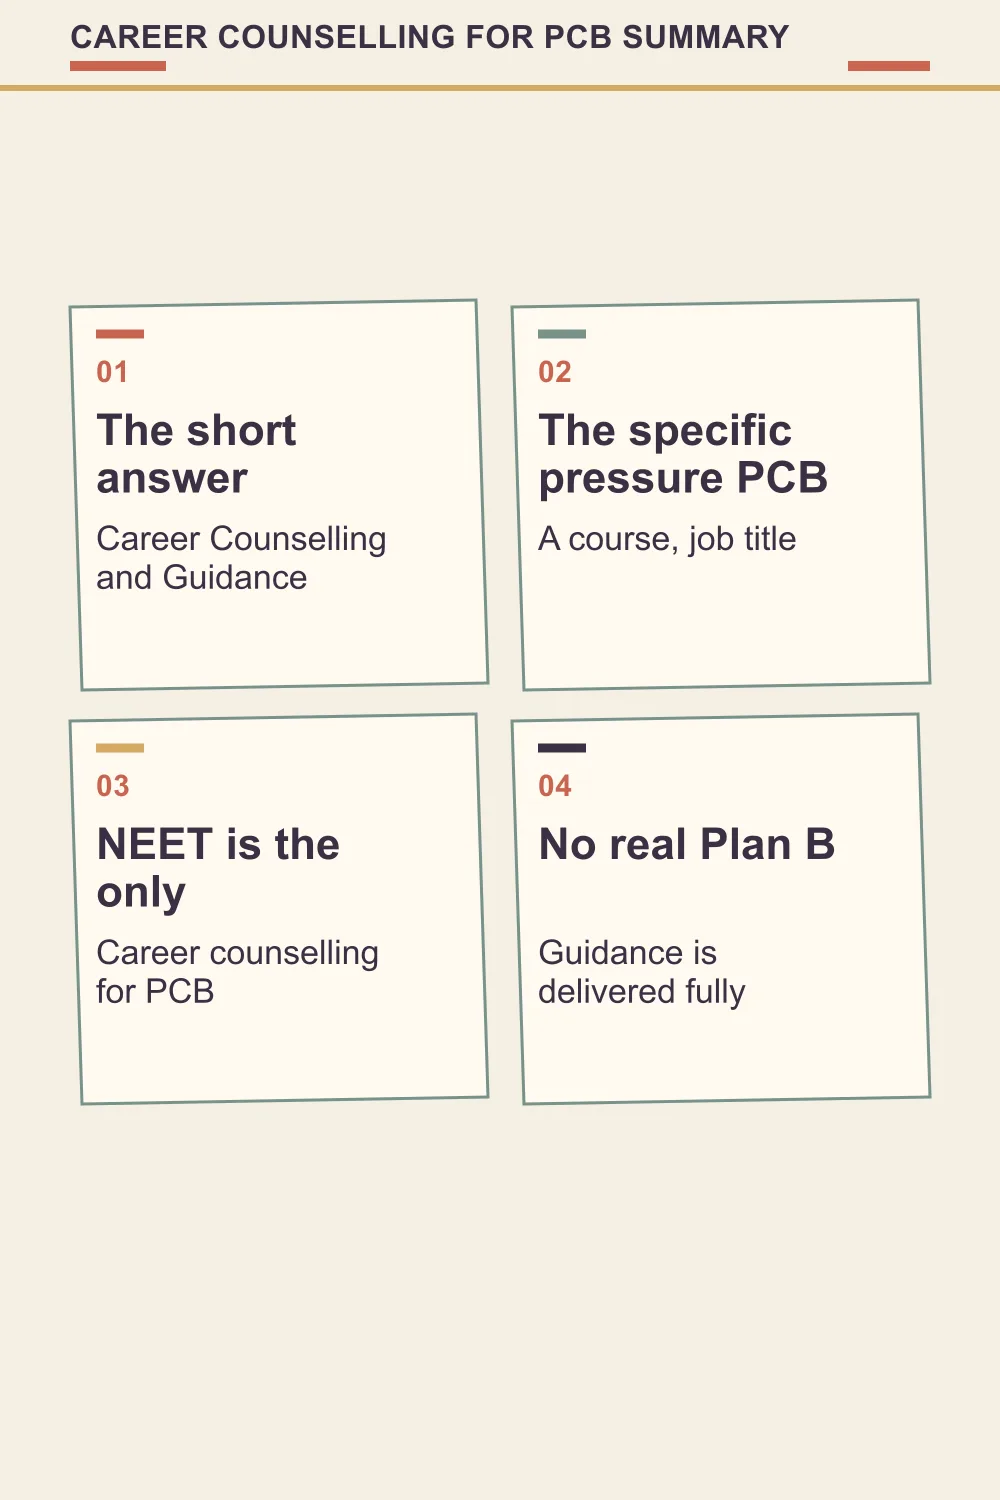 CAREER COUNSELLING FOR PCB SUMMARY
01
The short
answer
Career Counselling
and Guidance
02
The specific
pressure PCB
A course, job title
03
NEET is the
only
Career counselling
for PCB
04
No real Plan B
Guidance is
delivered fully